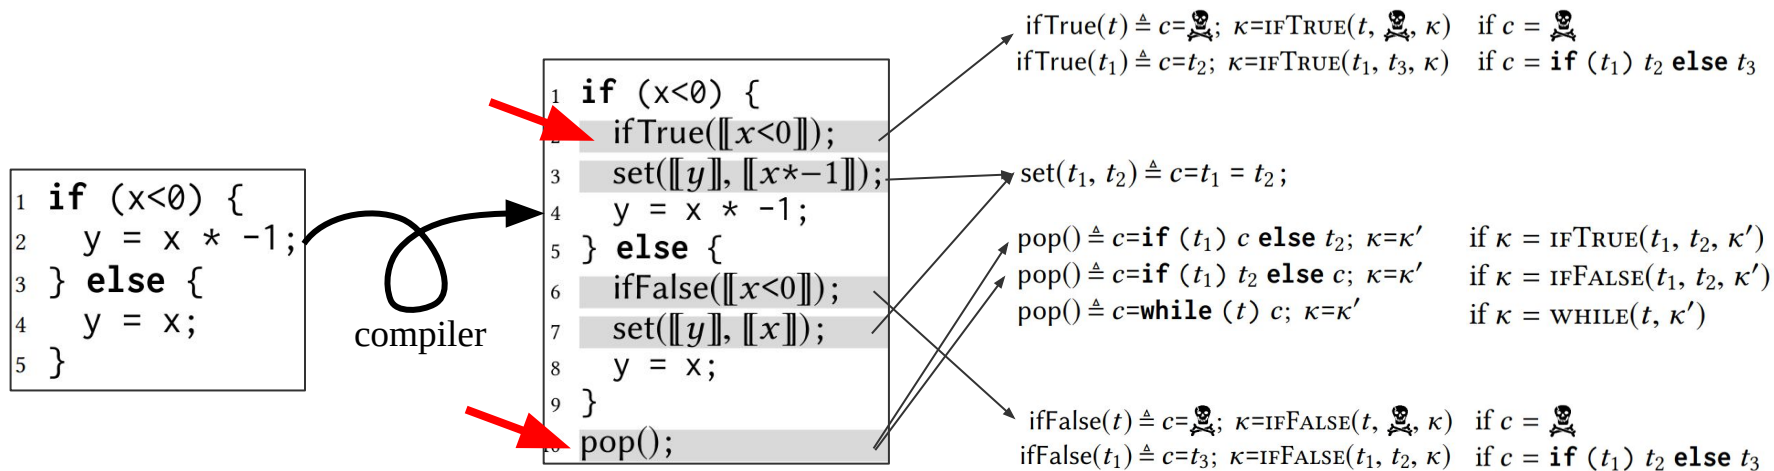 1 if (x<0) {
2 y = x * -1;
3 } else {
4 y = x;
5 }
compiler
1 if (x<0) {
ifTrue(⟦x<0⟧);
3 set(⟦y⟧, ⟦x*−1⟧);
4 y = x * -1;
5 } else {
6 ifFalse(⟦x<0⟧);
7 set(⟦y⟧, ⟦x⟧);
8 y = x;
9 }
pop();
ifTrue(t) ≜ c=☠; κ=IFTRUE(t, ☠, κ) if c = ☠
ifTrue(t₁) ≜ c=t₂; κ=IFTRUE(t₁, t₃, κ) if c = if (t₁) t₂ else t₃
set(t₁, t₂) ≜ c=t₁ = t₂;
pop() ≜ c=if (t₁) c else t₂; κ=κ′ if κ = IFTRUE(t₁, t₂, κ′)
pop() ≜ c=if (t₁) t₂ else c; κ=κ′ if κ = IFFALSE(t₁, t₂, κ′)
pop() ≜ c=while (t) c; κ=κ′ if κ = WHILE(t, κ′)
ifFalse(t) ≜ c=☠; κ=IFFALSE(t, ☠, κ) if c = ☠
ifFalse(t₁) ≜ c=t₃; κ=IFFALSE(t₁, t₂, κ) if c = if (t₁) t₂ else t₃